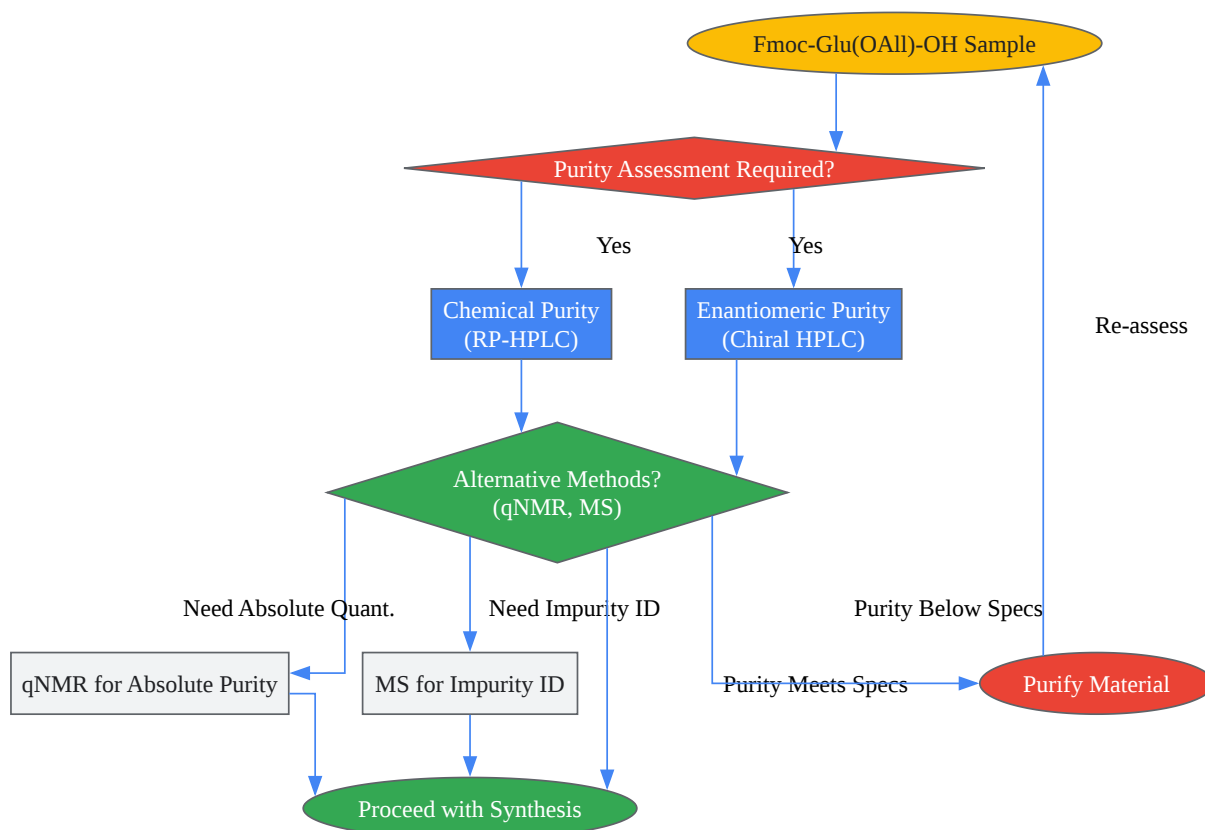 Fmoc-Glu(OAll)-OH Sample
Purity Assessment Required?
Yes
Yes
Chemical Purity
(RP-HPLC)
Enantiomeric Purity
(Chiral HPLC)
Re-assess
Alternative Methods?
(qNMR, MS)
Need Absolute Quant.
Need Impurity ID
Purity Below Specs
qNMR for Absolute Purity
MS for Impurity ID
Purity Meets Specs
Purify Material
Proceed with Synthesis